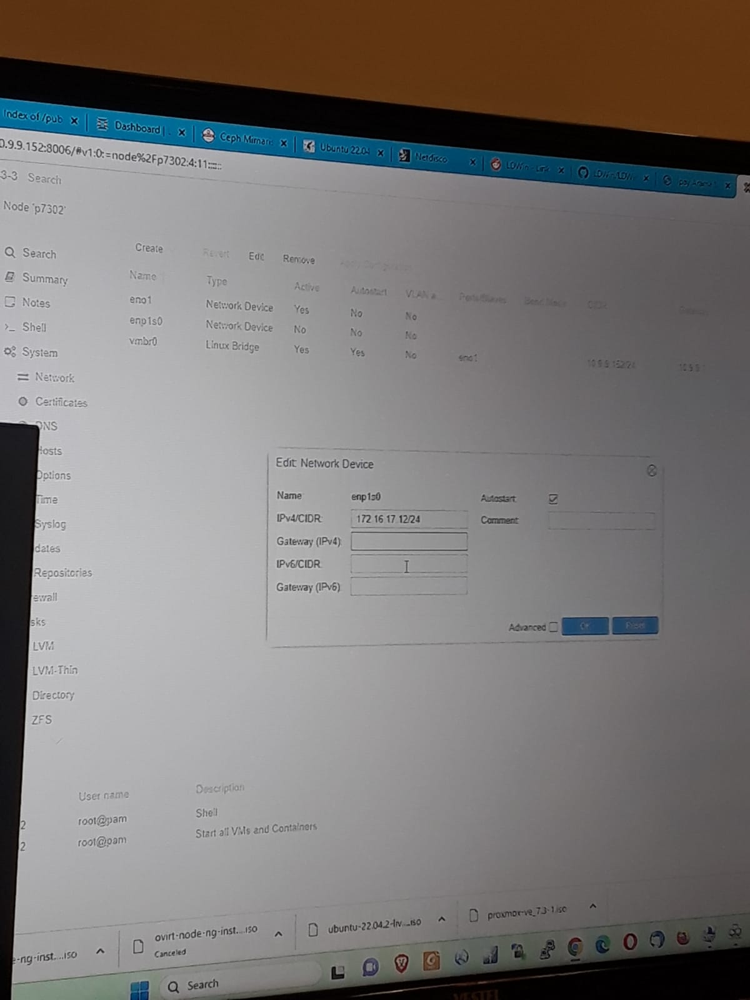 Index of /pub
Dashboard | .
Ceph Mimaris
Ubuntu 22.04
Netdisco
LDWin - Link
LDWin/LDWi
0.9.9.152:8006/#v1:0:=node%2Fp7302:4:11::::::
3-3 Search
Node 'p7302'
Search
Summary
Notes
Shell
System
Network
Certificates
DNS
Hosts
Options
Time
Syslog
dates
Repositories
ewall
sks
LVM
LVM-Thin
Directory
ZFS
Create Revert Edit Remove Apply Configuration
Name Type Active Autostart VLAN a... Ports/Slaves Bond Mode CIDR Gateway
eno1 Network Device Yes No No
enp1s0 Network Device No No No
vmbr0 Linux Bridge Yes Yes No eno1 10.9.9.152/24 10.9.9.1
Edit: Network Device
Name: enp1s0 Autostart:
IPv4/CIDR: 172.16.17.12/24 Comment:
Gateway (IPv4):
IPv6/CIDR:
Gateway (IPv6):
Advanced OK Reset
User name Description
2 root@pam Shell
2 root@pam Start all VMs and Containers
e-ng-inst....iso
ovirt-node-ng-inst....iso
Canceled
ubuntu-22.04.2-liv....iso
proxmox-ve_7.3-1.iso
Search
VESTEL